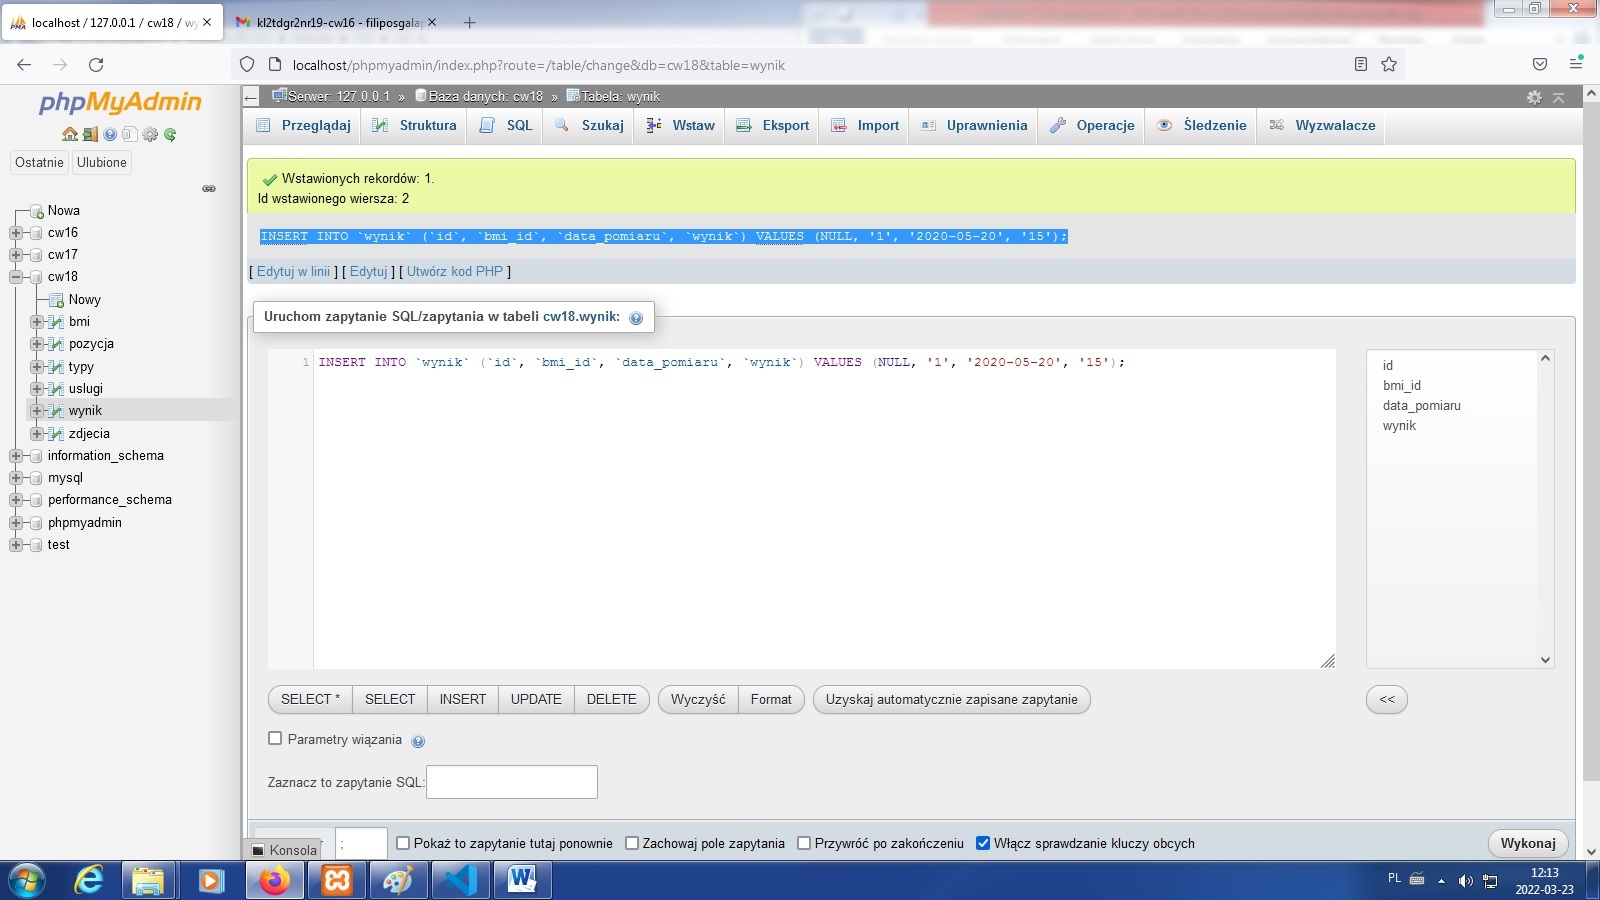 localhost / 127.0.0.1 / cw18 / wy
kl2tdgr2nr19-cw16 - filiposgala
localhost/phpmyadmin/index.php?route=/table/change&db=cw18&table=wynik
phpMyAdmin
Ostatnie
Ulubione
Nowa
cw16
cw17
cw18
Nowy
bmi
pozycja
typy
uslugi
wynik
zdjecia
information_schema
mysql
performance_schema
phpmyadmin
test
Serwer: 127.0.0.1 » Baza danych: cw18 » Tabela: wynik
Przeglądaj Struktura SQL Szukaj Wstaw Eksport Import Uprawnienia Operacje Śledzenie Wyzwalacze
Wstawionych rekordów: 1.
Id wstawionego wiersza: 2
INSERT INTO `wynik` (`id`, `bmi_id`, `data_pomiaru`, `wynik`) VALUES (NULL, '1', '2020-05-20', '15');
[ Edytuj w linii ] [ Edytuj ] [ Utwórz kod PHP ]
Uruchom zapytanie SQL/zapytania w tabeli cw18.wynik:
1 INSERT INTO `wynik` (`id`, `bmi_id`, `data_pomiaru`, `wynik`) VALUES (NULL, '1', '2020-05-20', '15');
id
bmi_id
data_pomiaru
wynik
SELECT * SELECT INSERT UPDATE DELETE Wyczyść Format Uzyskaj automatycznie zapisane zapytanie <<
Parametry wiązania
Zaznacz to zapytanie SQL:
; Pokaż to zapytanie tutaj ponownie Zachowaj pole zapytania Przywróć po zakończeniu Włącz sprawdzanie kluczy obcych Wykonaj
Konsola
PL
12:13
2022-03-23